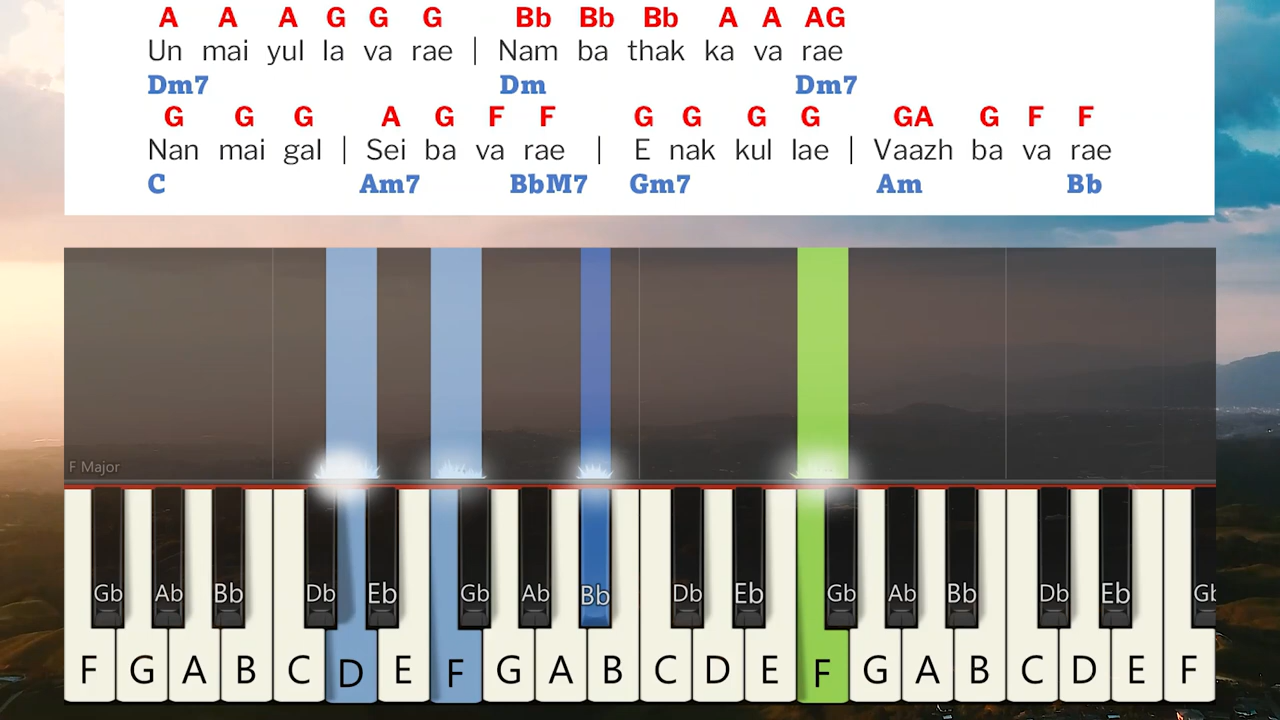 A A A G G G Bb Bb Bb A A AG
Un mai yul la va rae | Nam ba thak ka va rae
Dm7 Dm Dm7
G G G A G F F G G G G GA G F F
Nan mai gal | Sei ba va rae | E nak kul lae | Vaazh ba va rae
C Am7 BbM7 Gm7 Am Bb
F Major
Gb Ab Bb Db Eb Gb Ab Bb Db Eb Gb Ab Bb Db Eb Gb
F G A B C D E F G A B C D E F G A B C D E F